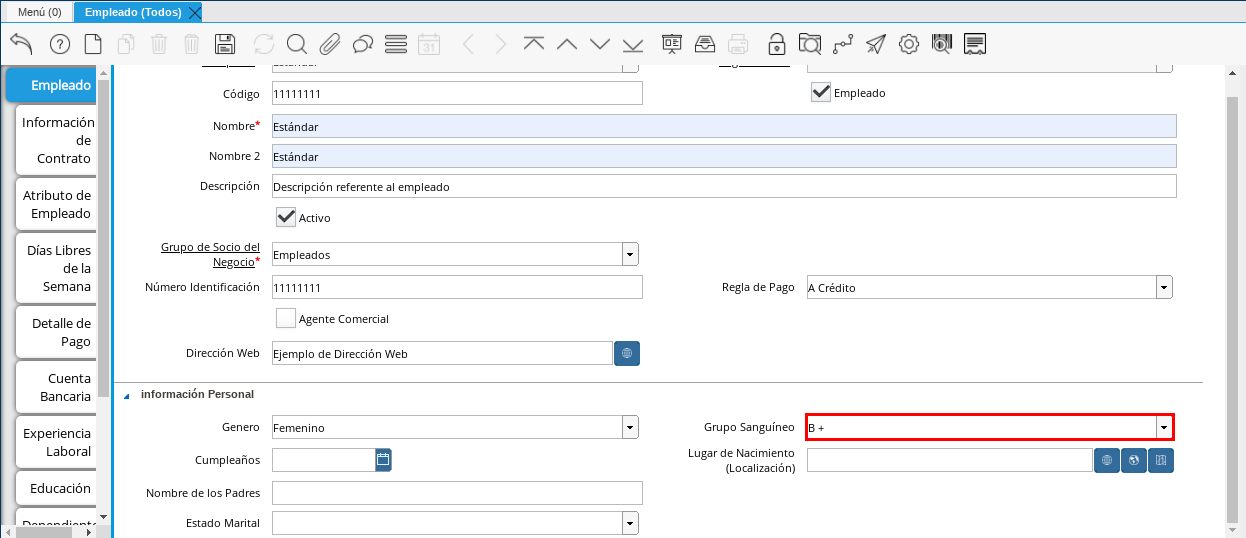 Menú (0)
Empleado (Todos)
31
Empleado
Información
de
Contrato
Atributo de
Empleado
Días Libres
de la
Semana
Detalle de
Pago
Cuenta
Bancaria
Experiencia
Laboral
Educación
Código
11111111
Empleado
Nombre*
Estándar
Nombre 2
Estándar
Descripción
Descripción referente al empleado
Activo
Grupo de Socio del
Negocio*
Empleados
Número Identificación
11111111
Regla de Pago
A Crédito
Agente Comercial
Dirección Web
Ejemplo de Dirección Web
información Personal
Genero
Femenino
Grupo Sanguíneo
B +
Cumpleaños
Lugar de Nacimiento
(Localización)
Nombre de los Padres
Estado Marital